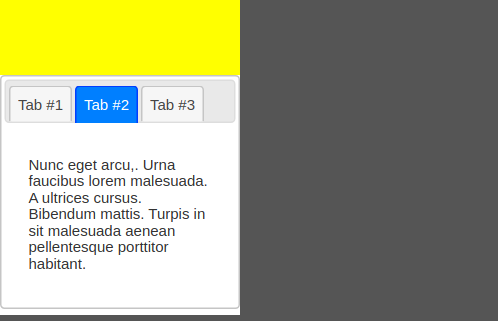 Tab #1 Tab #2 Tab #3
Nunc eget arcu,. Urna
faucibus lorem malesuada.
A ultrices cursus.
Bibendum mattis. Turpis in
sit malesuada aenean
pellentesque porttitor
habitant.